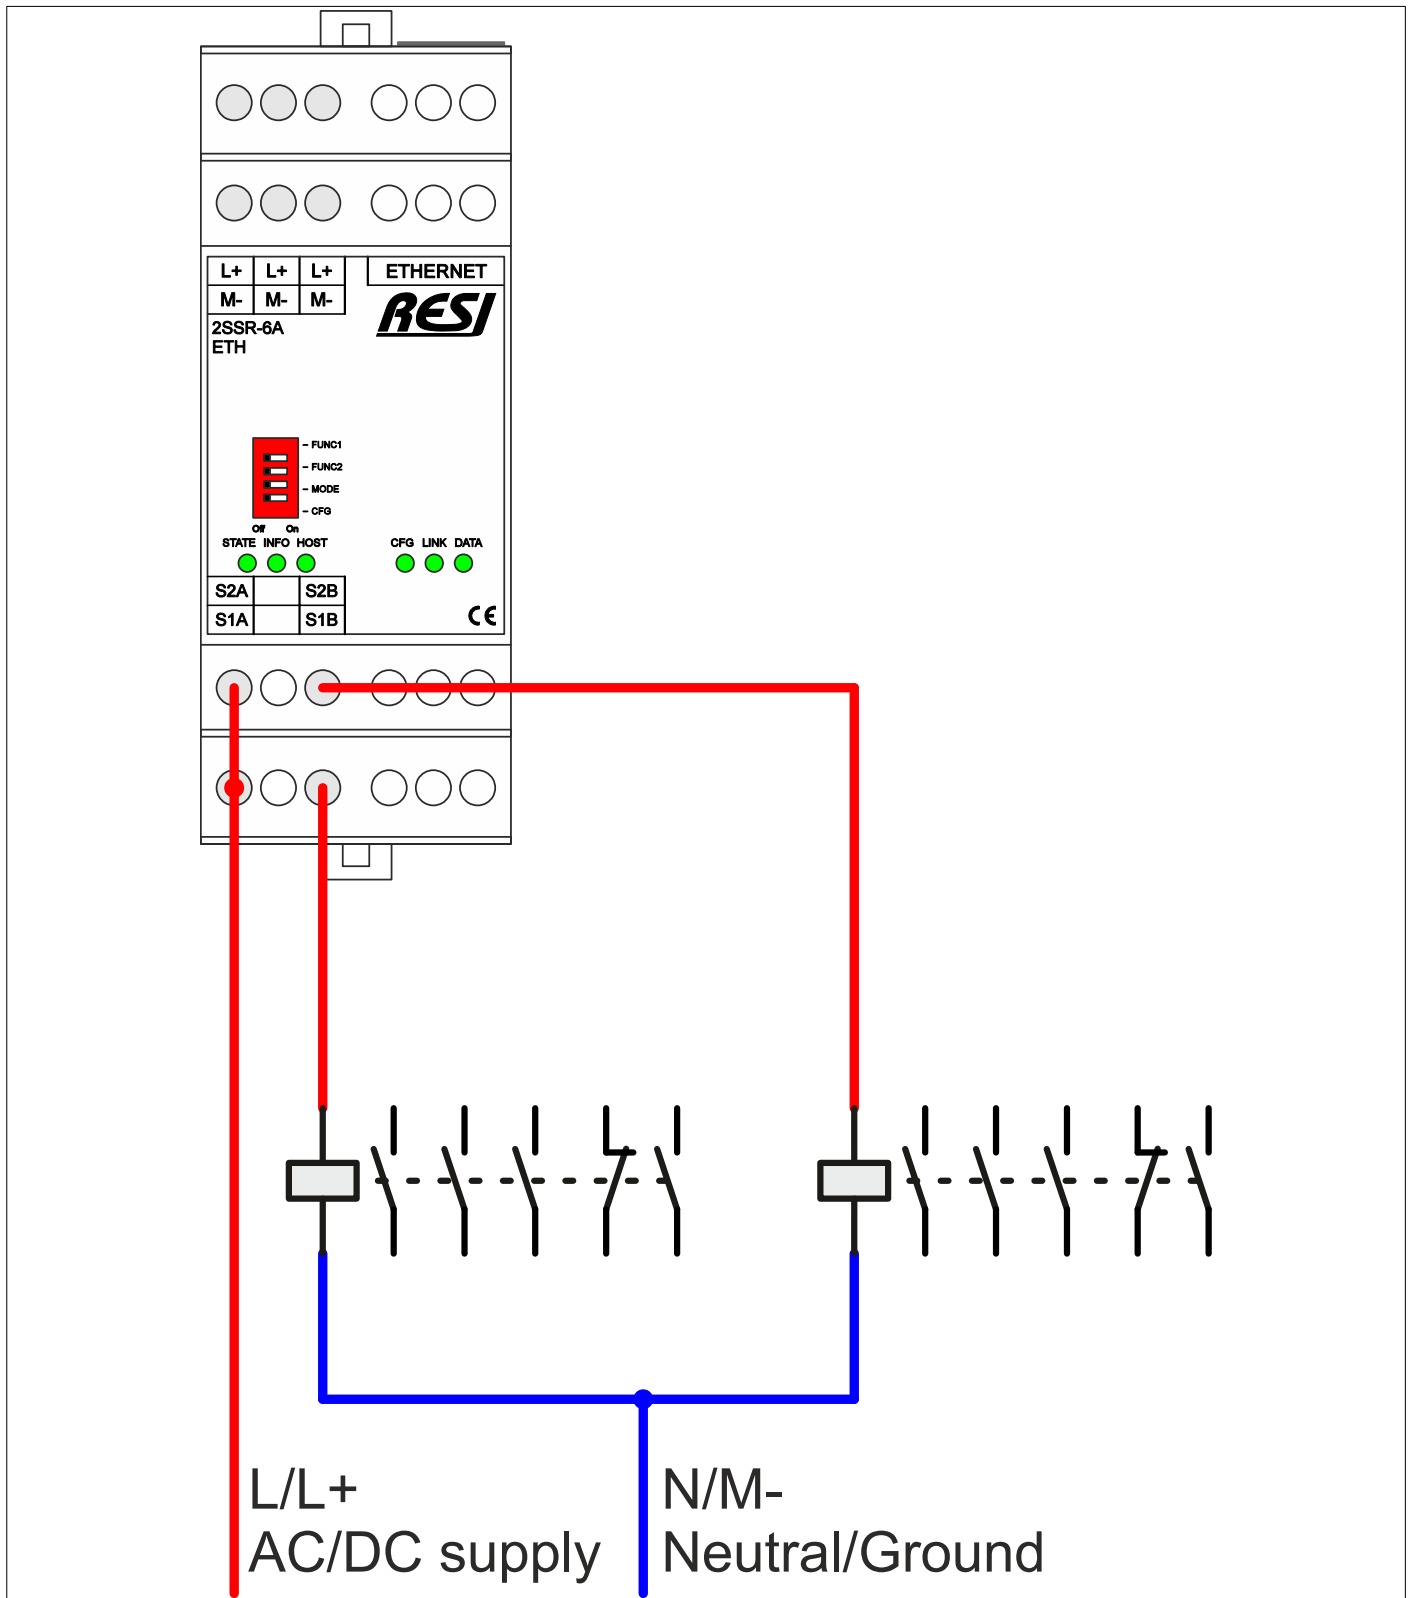 L+ L+ L+ ETHERNET
M- M- M- RESI
2SSR-6A
ETH
FUNC1
FUNC2
MODE
CFG
Off On
STATE INFO HOST CFG LINK DATA
S2A S2B
S1A S1B CE
L/L+ N/M-
AC/DC supply Neutral/Ground